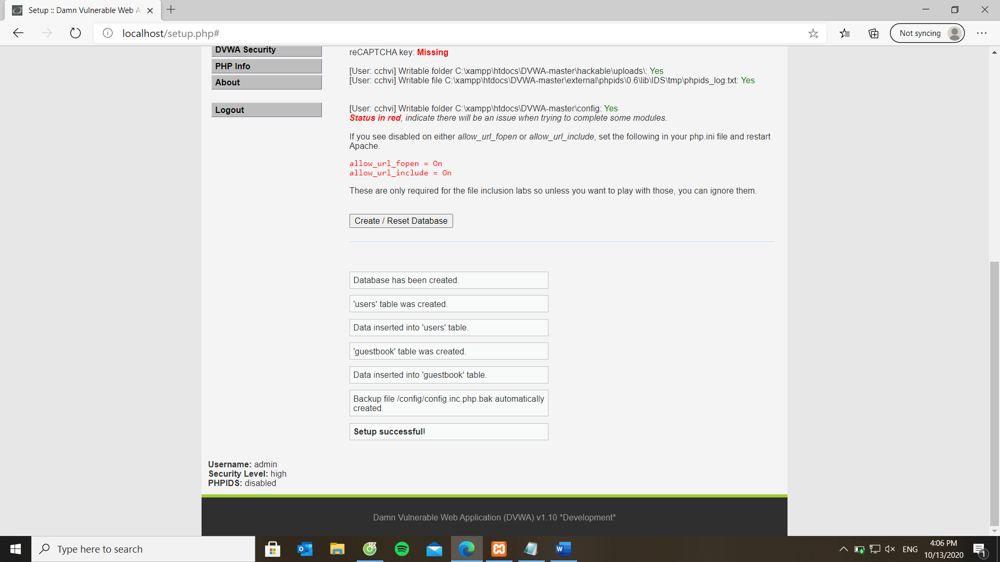 Setup :: Damn Vulnerable Web A
localhost/setup.php#
Not syncing
DVWA Security
PHP Info
About
Logout
reCAPTCHA key: Missing
[User: cchvi] Writable folder C:\xampp\htdocs\DVWA-master\hackable\uploads\: Yes
[User: cchvi] Writable file C:\xampp\htdocs\DVWA-master\external\phpids\0.6\lib\IDS\tmp\phpids_log.txt: Yes
[User: cchvi] Writable folder C:\xampp\htdocs\DVWA-master\config: Yes
Status in red, indicate there will be an issue when trying to complete some modules.
If you see disabled on either allow_url_fopen or allow_url_include, set the following in your php.ini file and restart
Apache.
allow_url_fopen = On
allow_url_include = On
These are only required for the file inclusion labs so unless you want to play with those, you can ignore them.
Create / Reset Database
Database has been created.
'users' table was created.
Data inserted into 'users' table.
'guestbook' table was created.
Data inserted into 'guestbook' table.
Backup file /config/config.inc.php.bak automatically
created
Setup successful!
Username: admin
Security Level: high
PHPIDS: disabled
Damn Vulnerable Web Application (DVWA) v1.10 *Development*
Type here to search
ENG
4:06 PM
10/13/2020
1